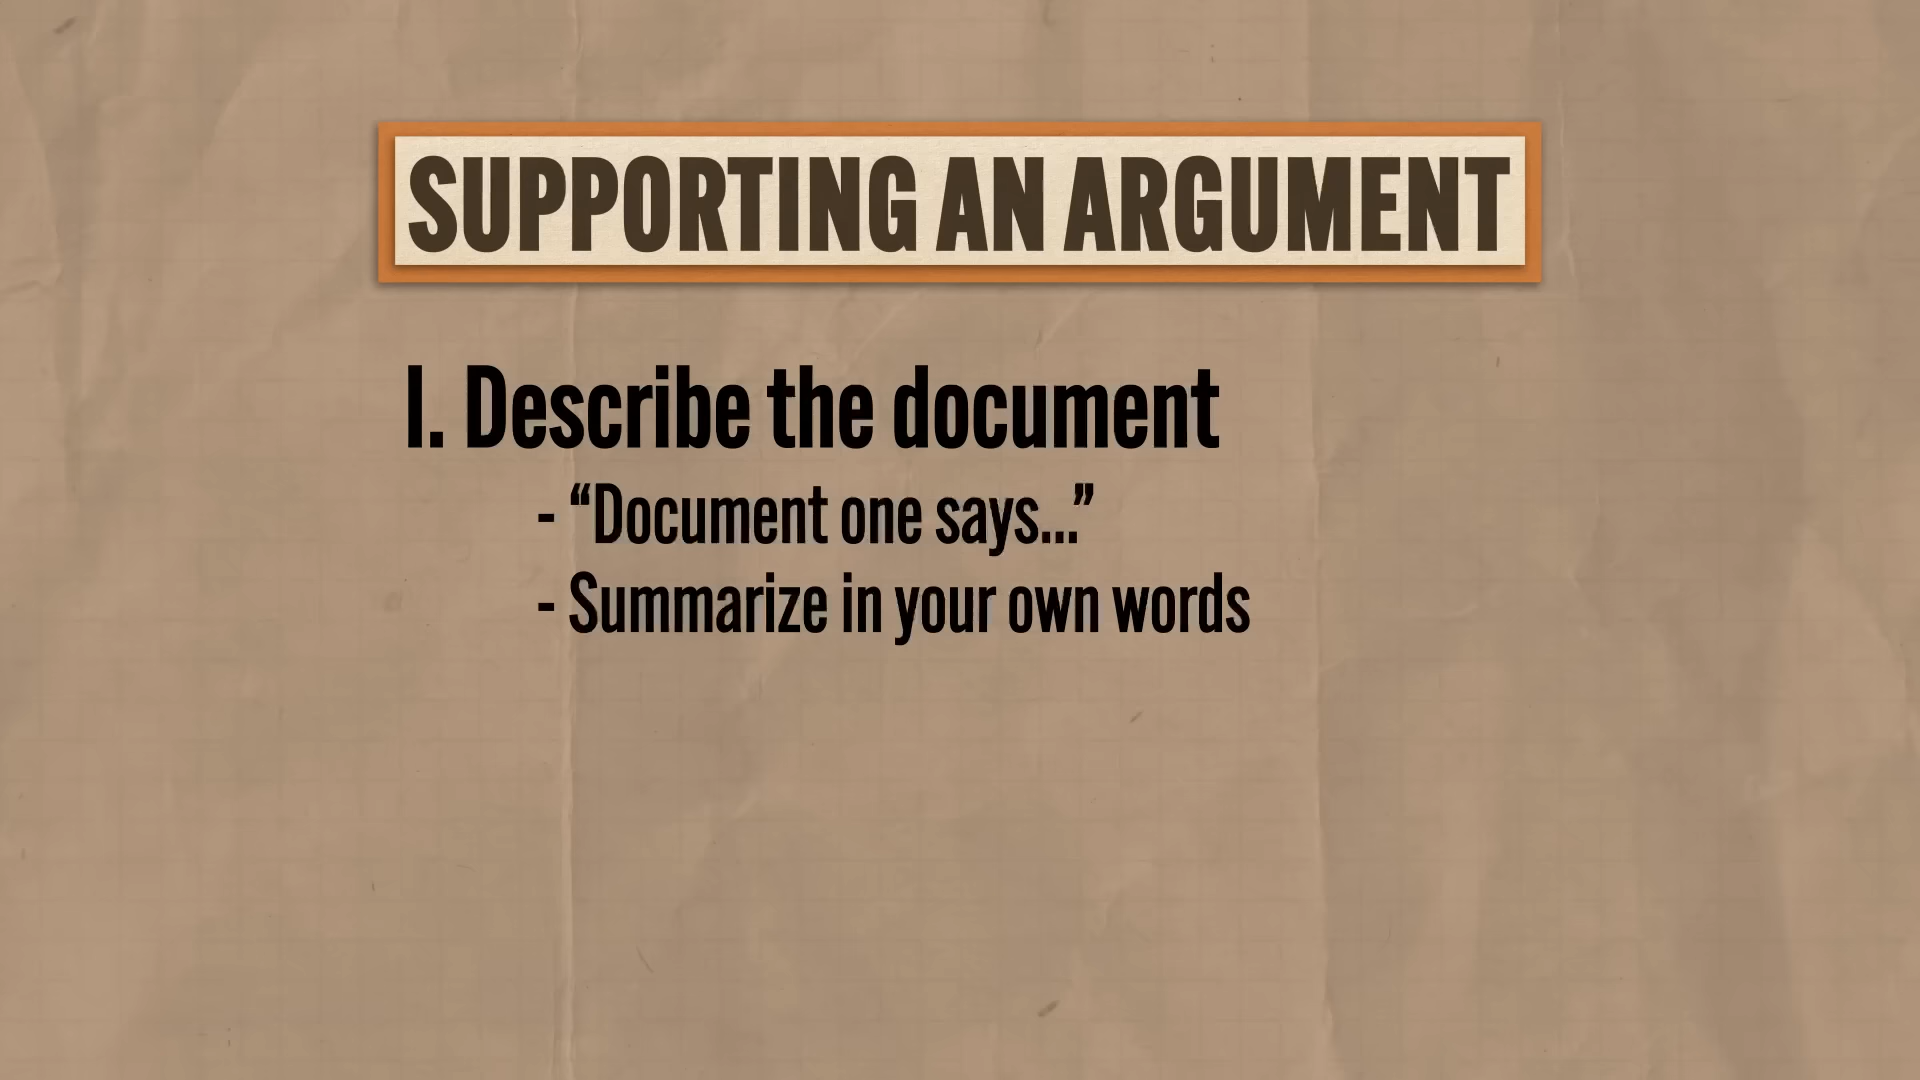 SUPPORTING AN ARGUMENT
I. Describe the document
- “Document one says...”
- Summarize in your own words